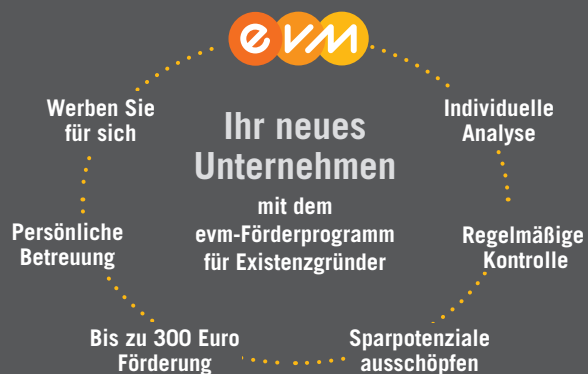 evm
Ihr neues
Unternehmen
mit dem
evm-Förderprogramm
für Existenzgründer
Individuelle
Analyse
Regelmäßige
Kontrolle
Sparpotenziale
ausschöpfen
Bis zu 300 Euro
Förderung
Persönliche
Betreuung
Werben Sie
für sich